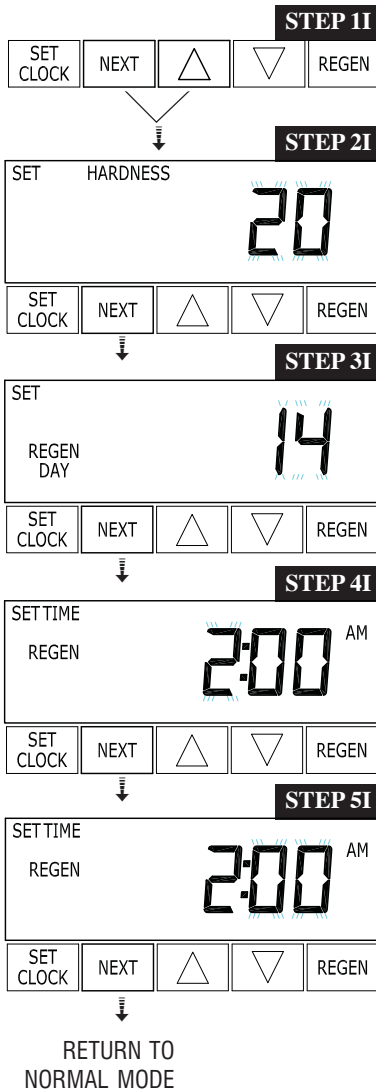 STEP 1I
SET CLOCK NEXT REGEN
STEP 2I
SET HARDNESS
20
SET CLOCK NEXT REGEN
STEP 3I
SET
14
REGEN DAY
SET CLOCK NEXT REGEN
STEP 4I
SET TIME
REGEN 2:00 AM
SET CLOCK NEXT REGEN
STEP 5I
SET TIME
REGEN 2:00 AM
SET CLOCK NEXT REGEN
RETURN TO
NORMAL MODE